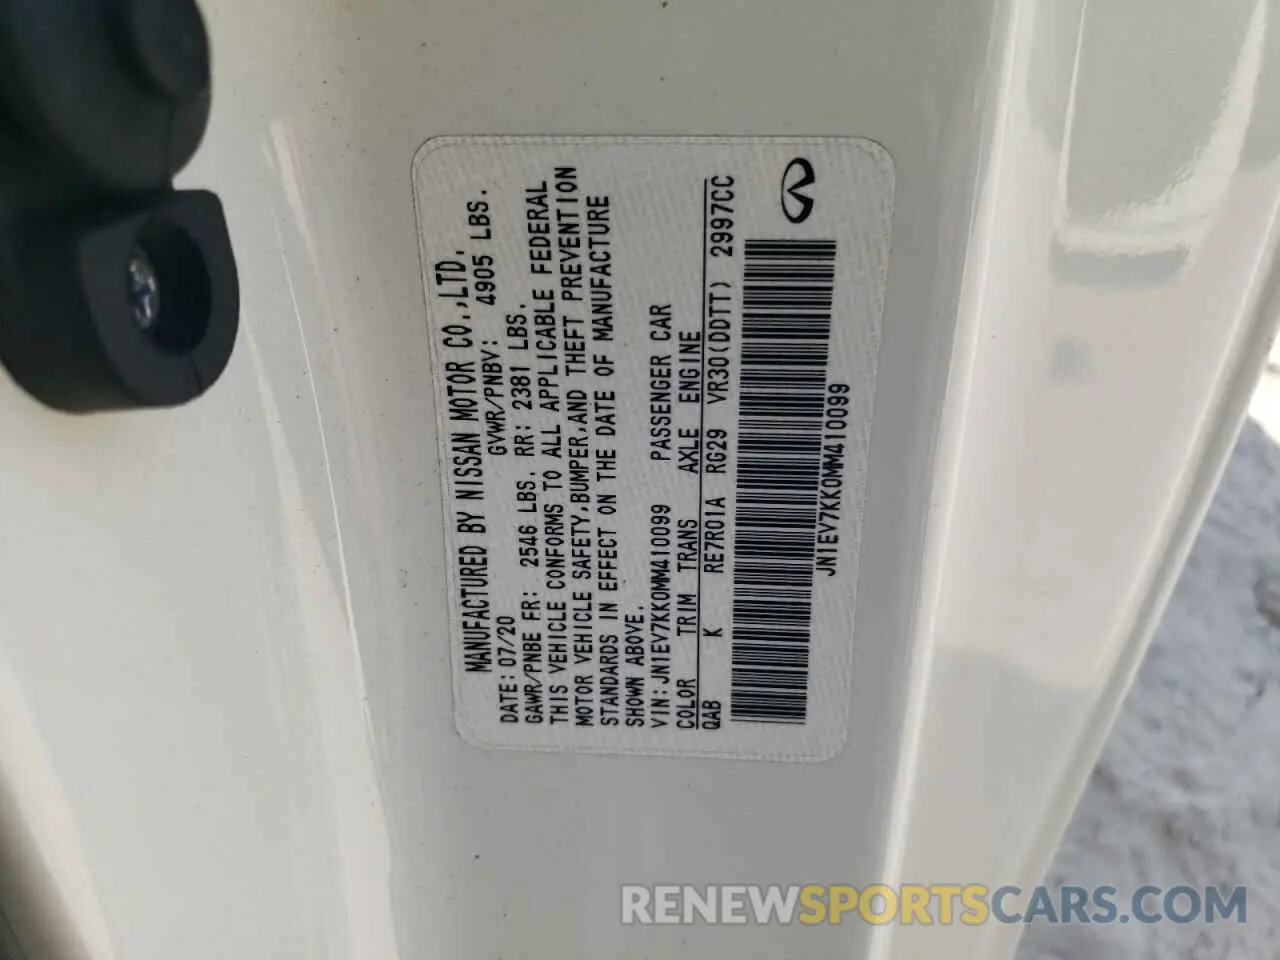 MANUFACTURED BY NISSAN MOTOR CO.,LTD.
DATE: 07/20 GVWR/PNBV: 4905 LBS.
GAWR/PNBE FR: 2546 LBS. RR: 2381 LBS.
THIS VEHICLE CONFORMS TO ALL APPLICABLE FEDERAL
MOTOR VEHICLE SAFETY,BUMPER,AND THEFT PREVENTION
STANDARDS IN EFFECT ON THE DATE OF MANUFACTURE
SHOWN ABOVE.
VIN:JN1EV7KK0MM410099 PASSENGER CAR
COLOR TRIM TRANS AXLE ENGINE
QAB K RE7R01A RG29 VR30(DDTT) 2997CC
JN1EV7KK0MM410099
RENEWSPORTSCARS.COM